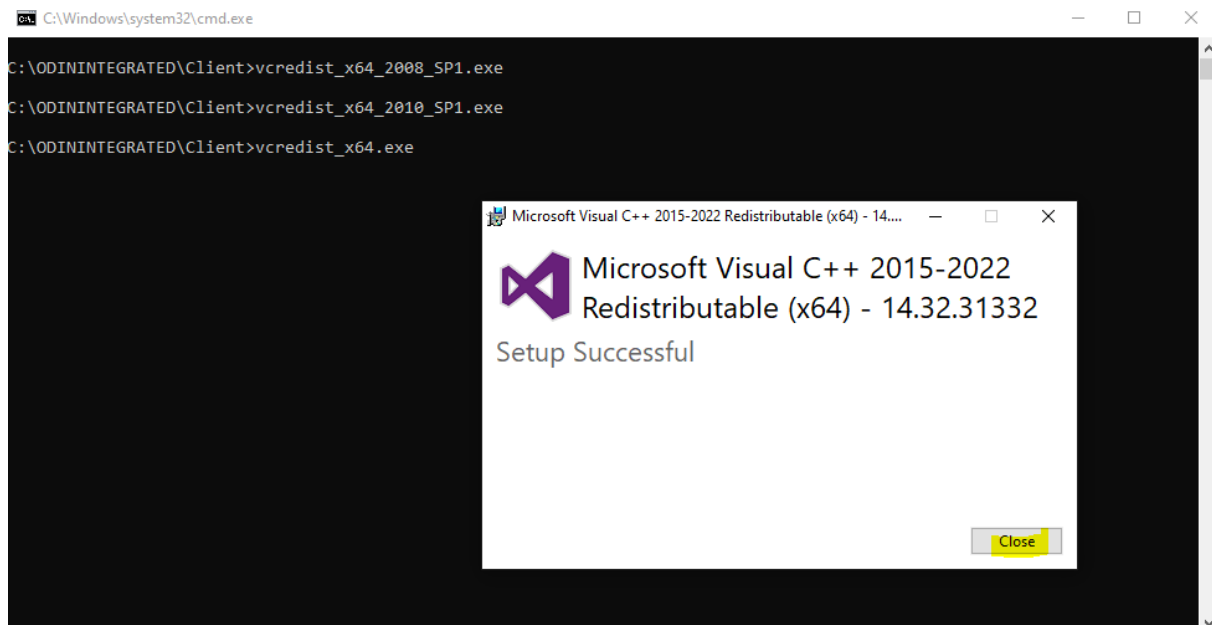 C:\Windows\system32\cmd.exe
C:\ODININTEGRATED\Client>vcredist_x64_2008_SP1.exe
C:\ODININTEGRATED\Client>vcredist_x64_2010_SP1.exe
C:\ODININTEGRATED\Client>vcredist_x64.exe
Microsoft Visual C++ 2015-2022 Redistributable (x64) - 14....
Microsoft Visual C++ 2015-2022
Redistributable (x64) - 14.32.31332
Setup Successful
Close